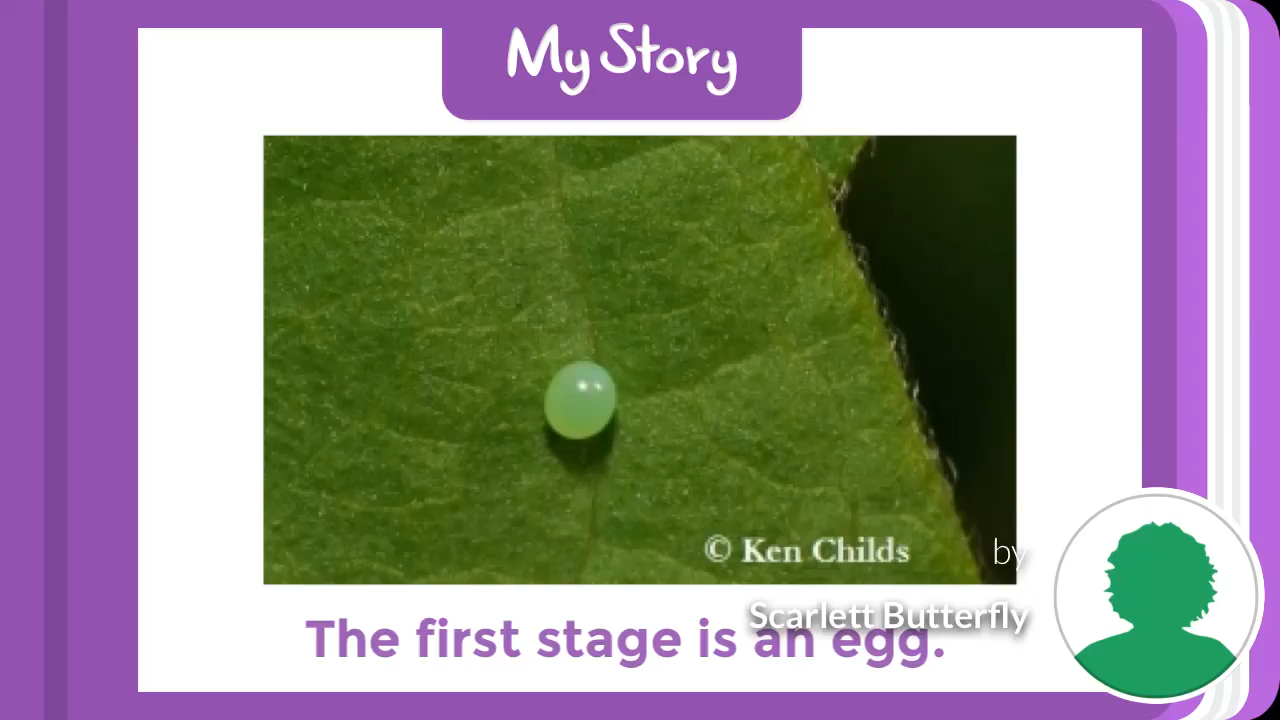 My Story
© Ken Childs
by
Scarlett Butterfly
The first stage is an egg.